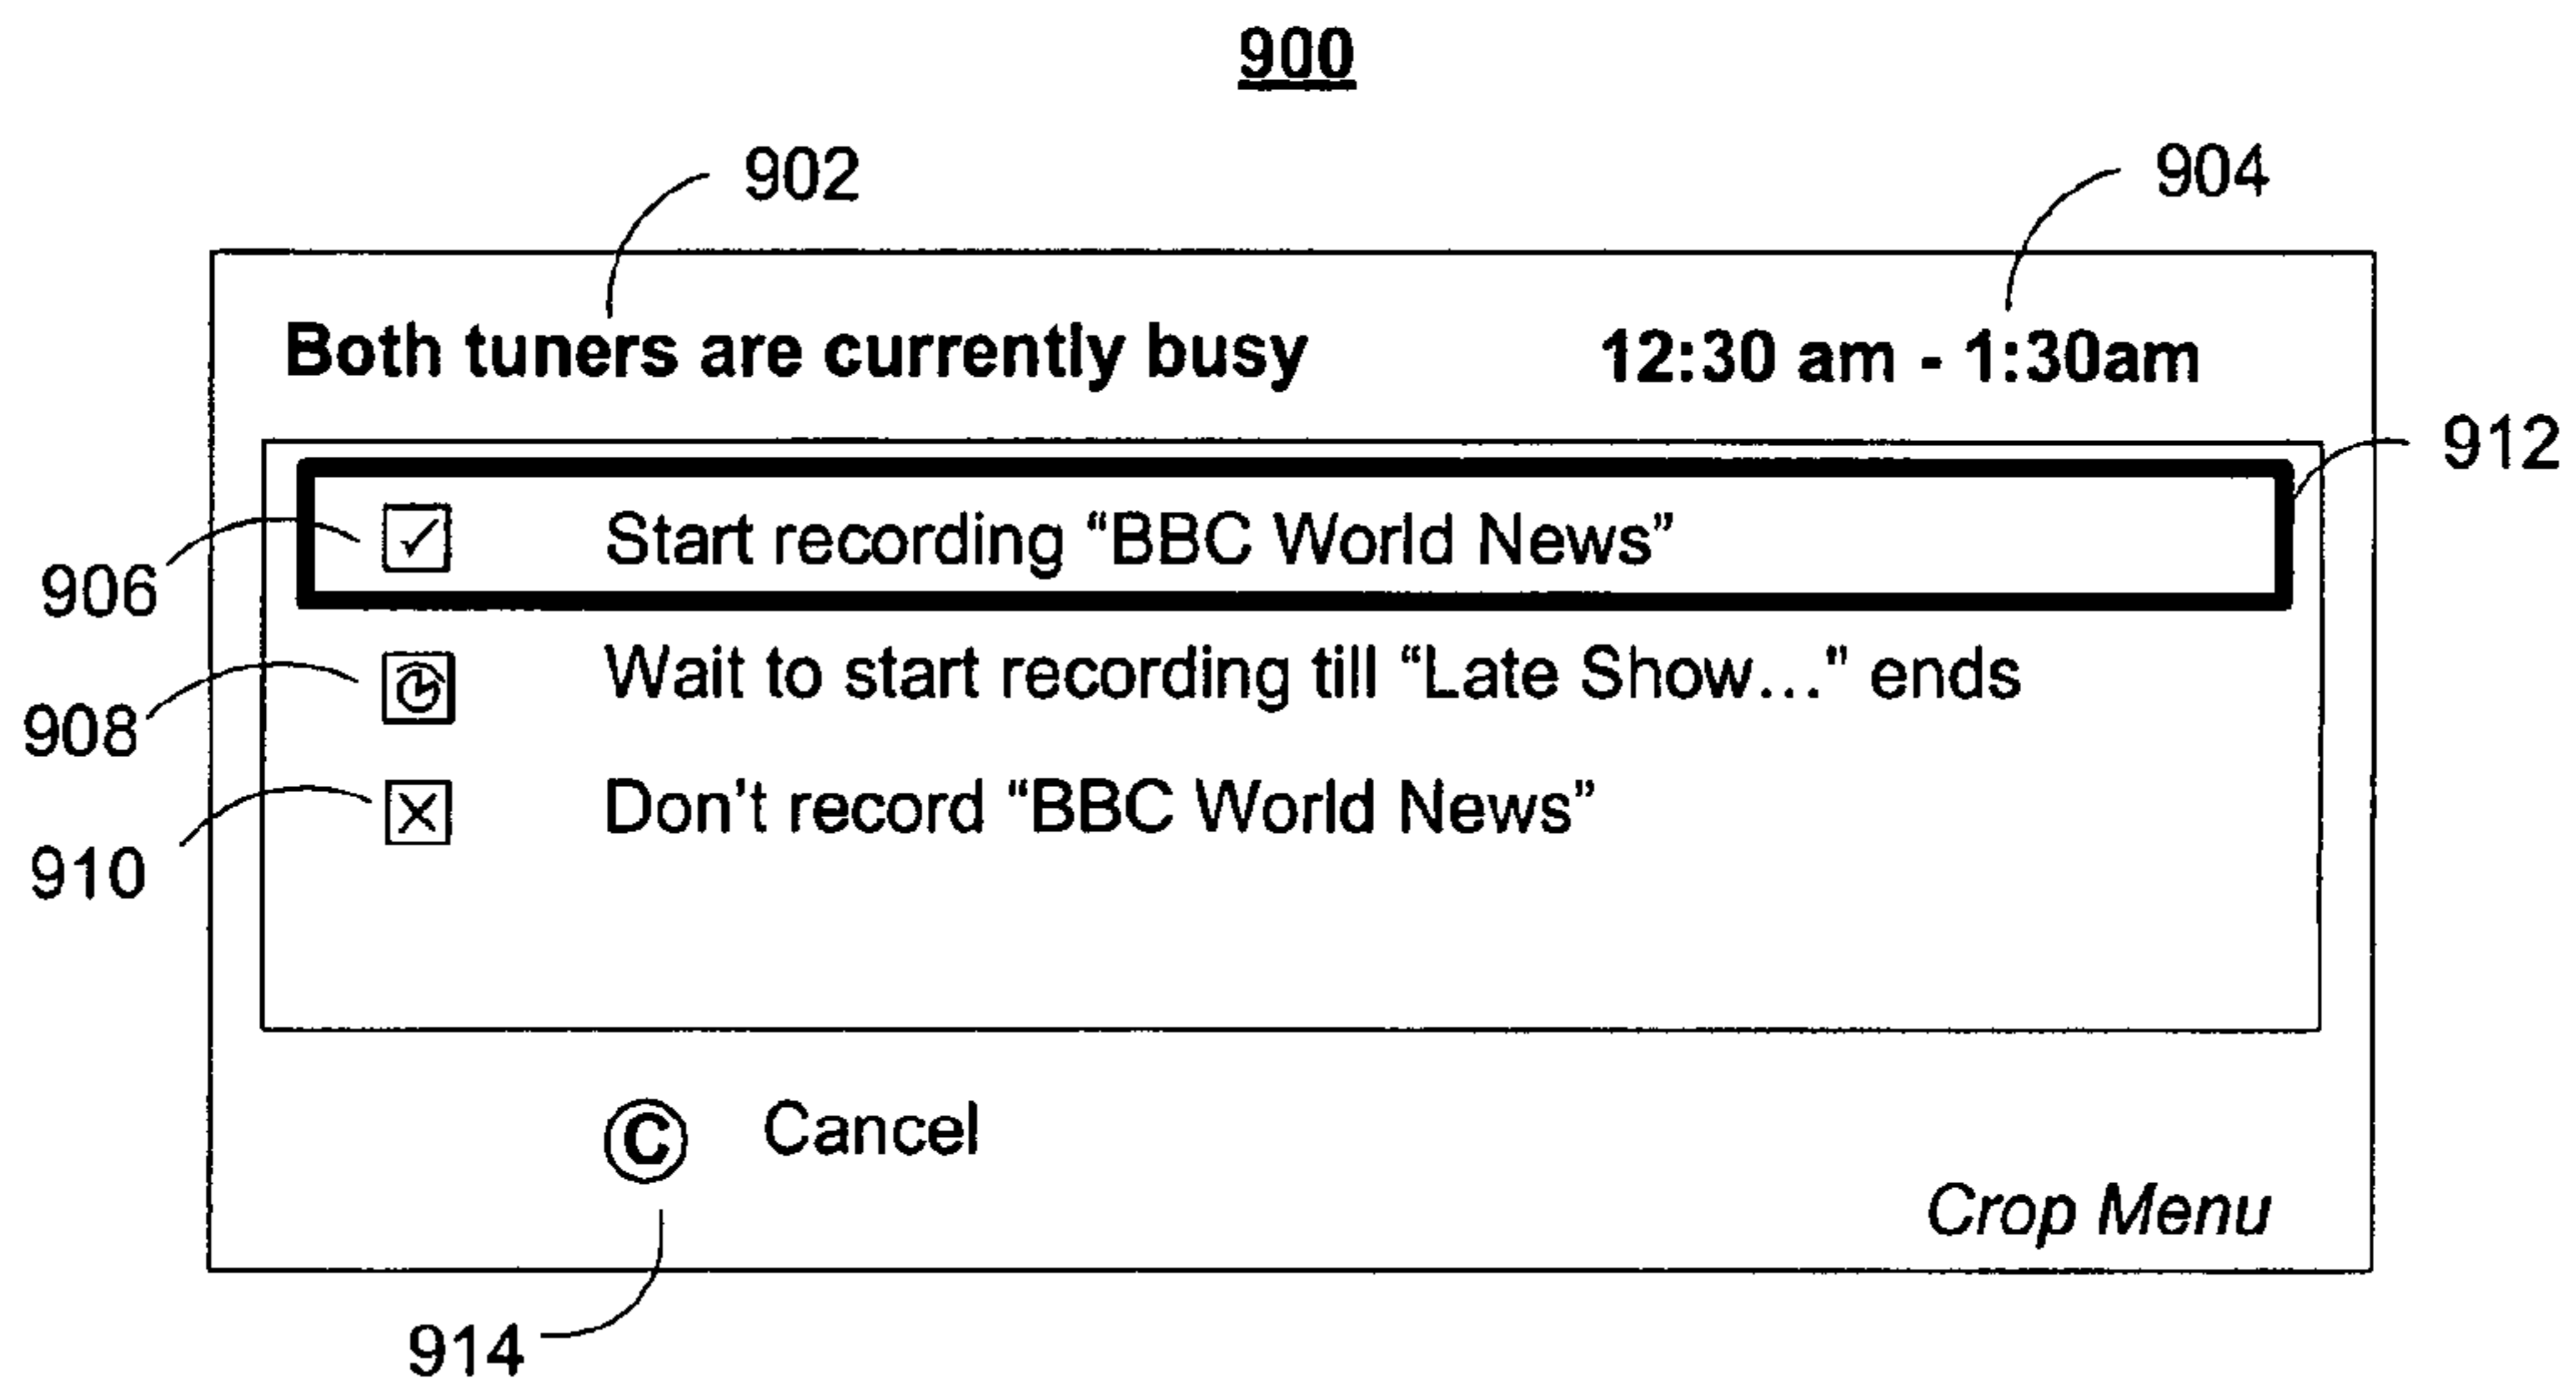 900
902
904
Both tuners are currently busy 12:30 am - 1:30am
912
Start recording “BBC World News”
906
Wait to start recording till “Late Show...” ends
908
Don’t record “BBC World News”
910
C Cancel
Crop Menu
914